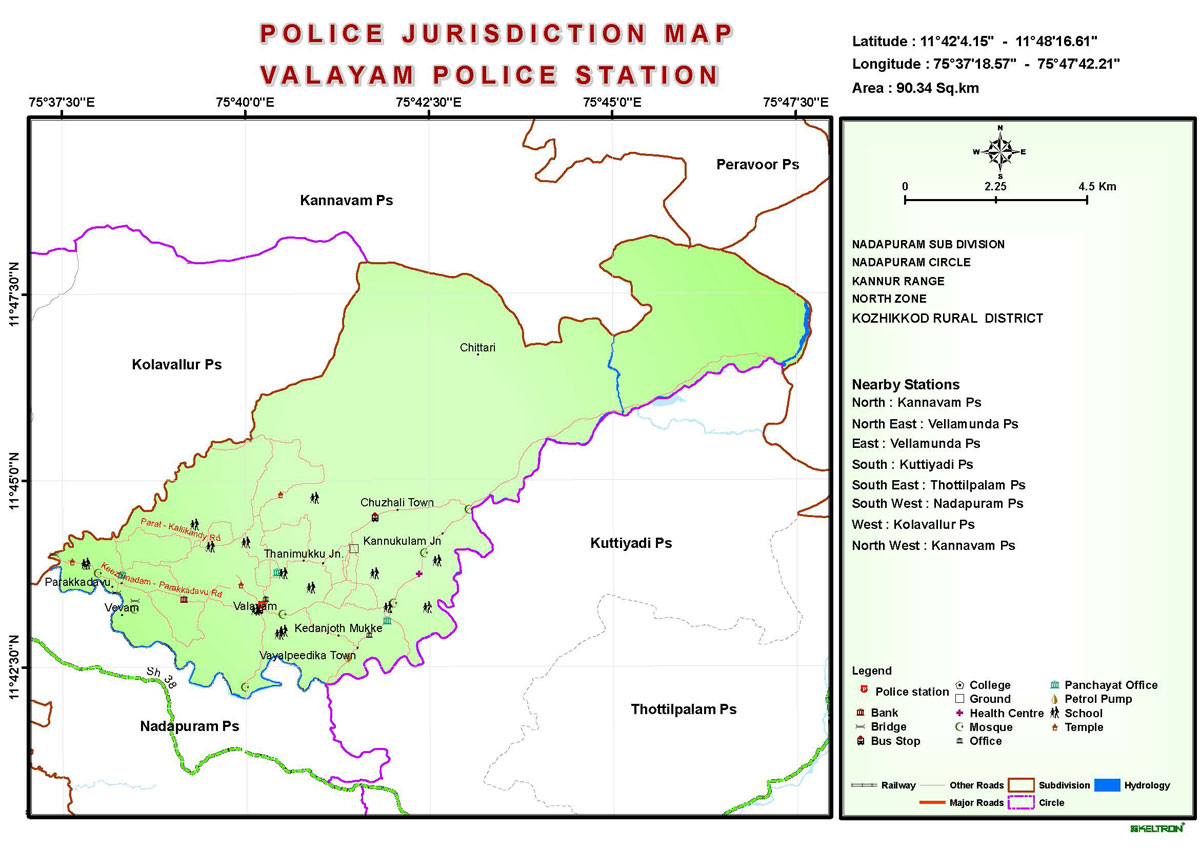 POLICE JURISDICTION MAP
VALAYAM POLICE STATION
Latitude : 11°42'4.15" - 11°48'16.61"
Longitude : 75°37'18.57" - 75°47'42.21"
Area : 90.34 Sq.km
75°37'30"E
75°40'0"E
75°42'30"E
75°45'0"E
75°47'30"E
11°47'30"N
11°45'0"N
11°42'30"N
Peravoor Ps
Kannavam Ps
Kolavallur Ps
Chittari
Chuzhali Town
Parat - Kallikandy Rd
Kannukulam Jn
Thanimukku Jn.
Kuttiyadi Ps
Keezhanadam - Parakkadavu Rd
Parakkadavu
Vevam
Valayam
Kedanjoth Mukke
Vayalpeedika Town
Sh 38
Nadapuram Ps
Thottilpalam Ps
N
W E
S
0 2.25 4.5 Km
NADAPURAM SUB DIVISION
NADAPURAM CIRCLE
KANNUR RANGE
NORTH ZONE
KOZHIKKOD RURAL DISTRICT
Nearby Stations
North : Kannavam Ps
North East : Vellamunda Ps
East : Vellamunda Ps
South : Kuttiyadi Ps
South East : Thottilpalam Ps
South West : Nadapuram Ps
West : Kolavallur Ps
North West : Kannavam Ps
Legend
Police station
Bank
Bridge
Bus Stop
College
Ground
Health Centre
Mosque
Office
Panchayat Office
Petrol Pump
School
Temple
Railway
Other Roads
Subdivision
Hydrology
Major Roads
Circle
KELTRON